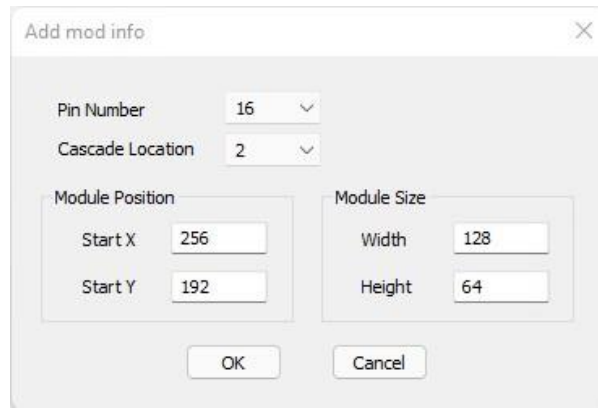 Add mod info
Pin Number 16
Cascade Location 2
Module Position
Start X 256
Start Y 192
Module Size
Width 128
Height 64
OK Cancel